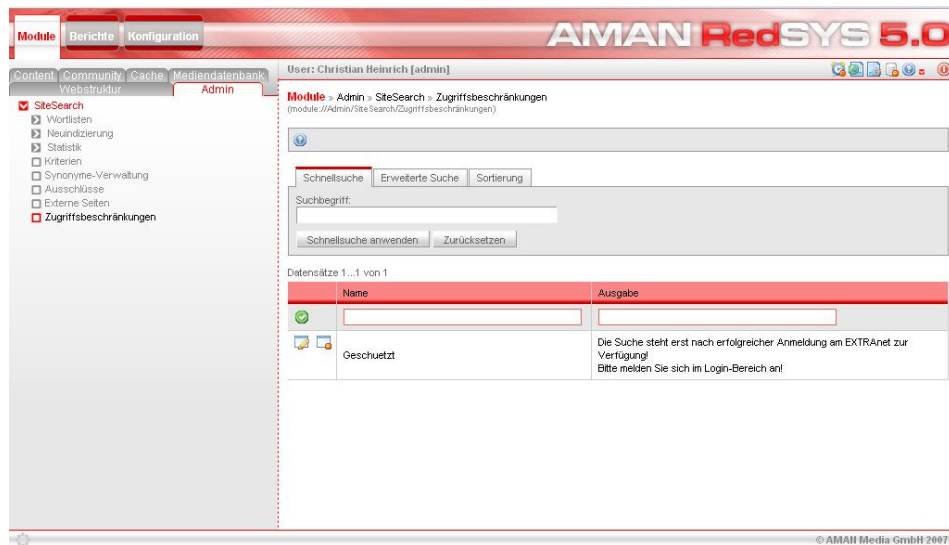 Module Berichte Konfiguration
AMAN RedSYS 5.0
Content Community Cache Mediendatenbank
Webstruktur Admin
SiteSearch
Wortlisten
Neuindizierung
Statistik
Kriterien
Synonyme-Verwaltung
Ausschlüsse
Externe Seiten
Zugriffsbeschränkungen
User: Christian Heinrich [admin]
Module » Admin » SiteSearch » Zugriffsbeschränkungen
(module://Admin/SiteSearch/Zugriffsbeschränkungen)
Schnellsuche Erweiterte Suche Sortierung
Suchbegriff:
Schnellsuche anwenden Zurücksetzen
Datensätze 1...1 von 1
Name Ausgabe
Geschuetzt
Die Suche steht erst nach erfolgreicher Anmeldung am EXTRAnet zur
Verfügung!
Bitte melden Sie sich im Login-Bereich an!
© AMAN Media GmbH 2007